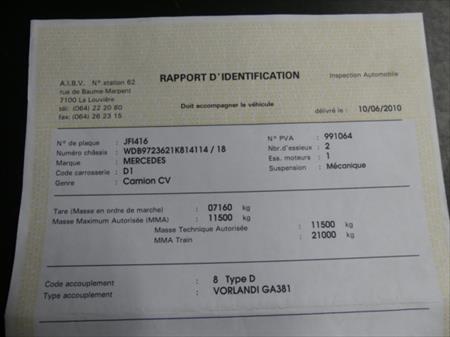 A.I.B.V. N° station 62
rue de Baume-Marpent
7100 La Louvière
tél: (064) 22 20 80
fax: (064) 26 23 15
RAPPORT D'IDENTIFICATION
Inspection Automobile
Doit accompagner le véhicule
délivré le : 10/06/2010
N° de plaque : JFI416
Numéro châssis : WDB9723621K814114 / 18
Marque : MERCEDES
Code carrosserie : D1
Genre : Camion CV
N° PVA : 991064
Nbr.d'essieux : 2
Ess. moteurs : 1
Suspension : Mécanique
Tare (Masse en ordre de marche) : 07160 kg
Masse Maximum Autorisée (MMA) : 11500 kg
Masse Technique Autorisée : 11500 kg
MMA Train : 21000 kg
Code accouplement : 8 Type D
Type accouplement : VORLANDI GA381